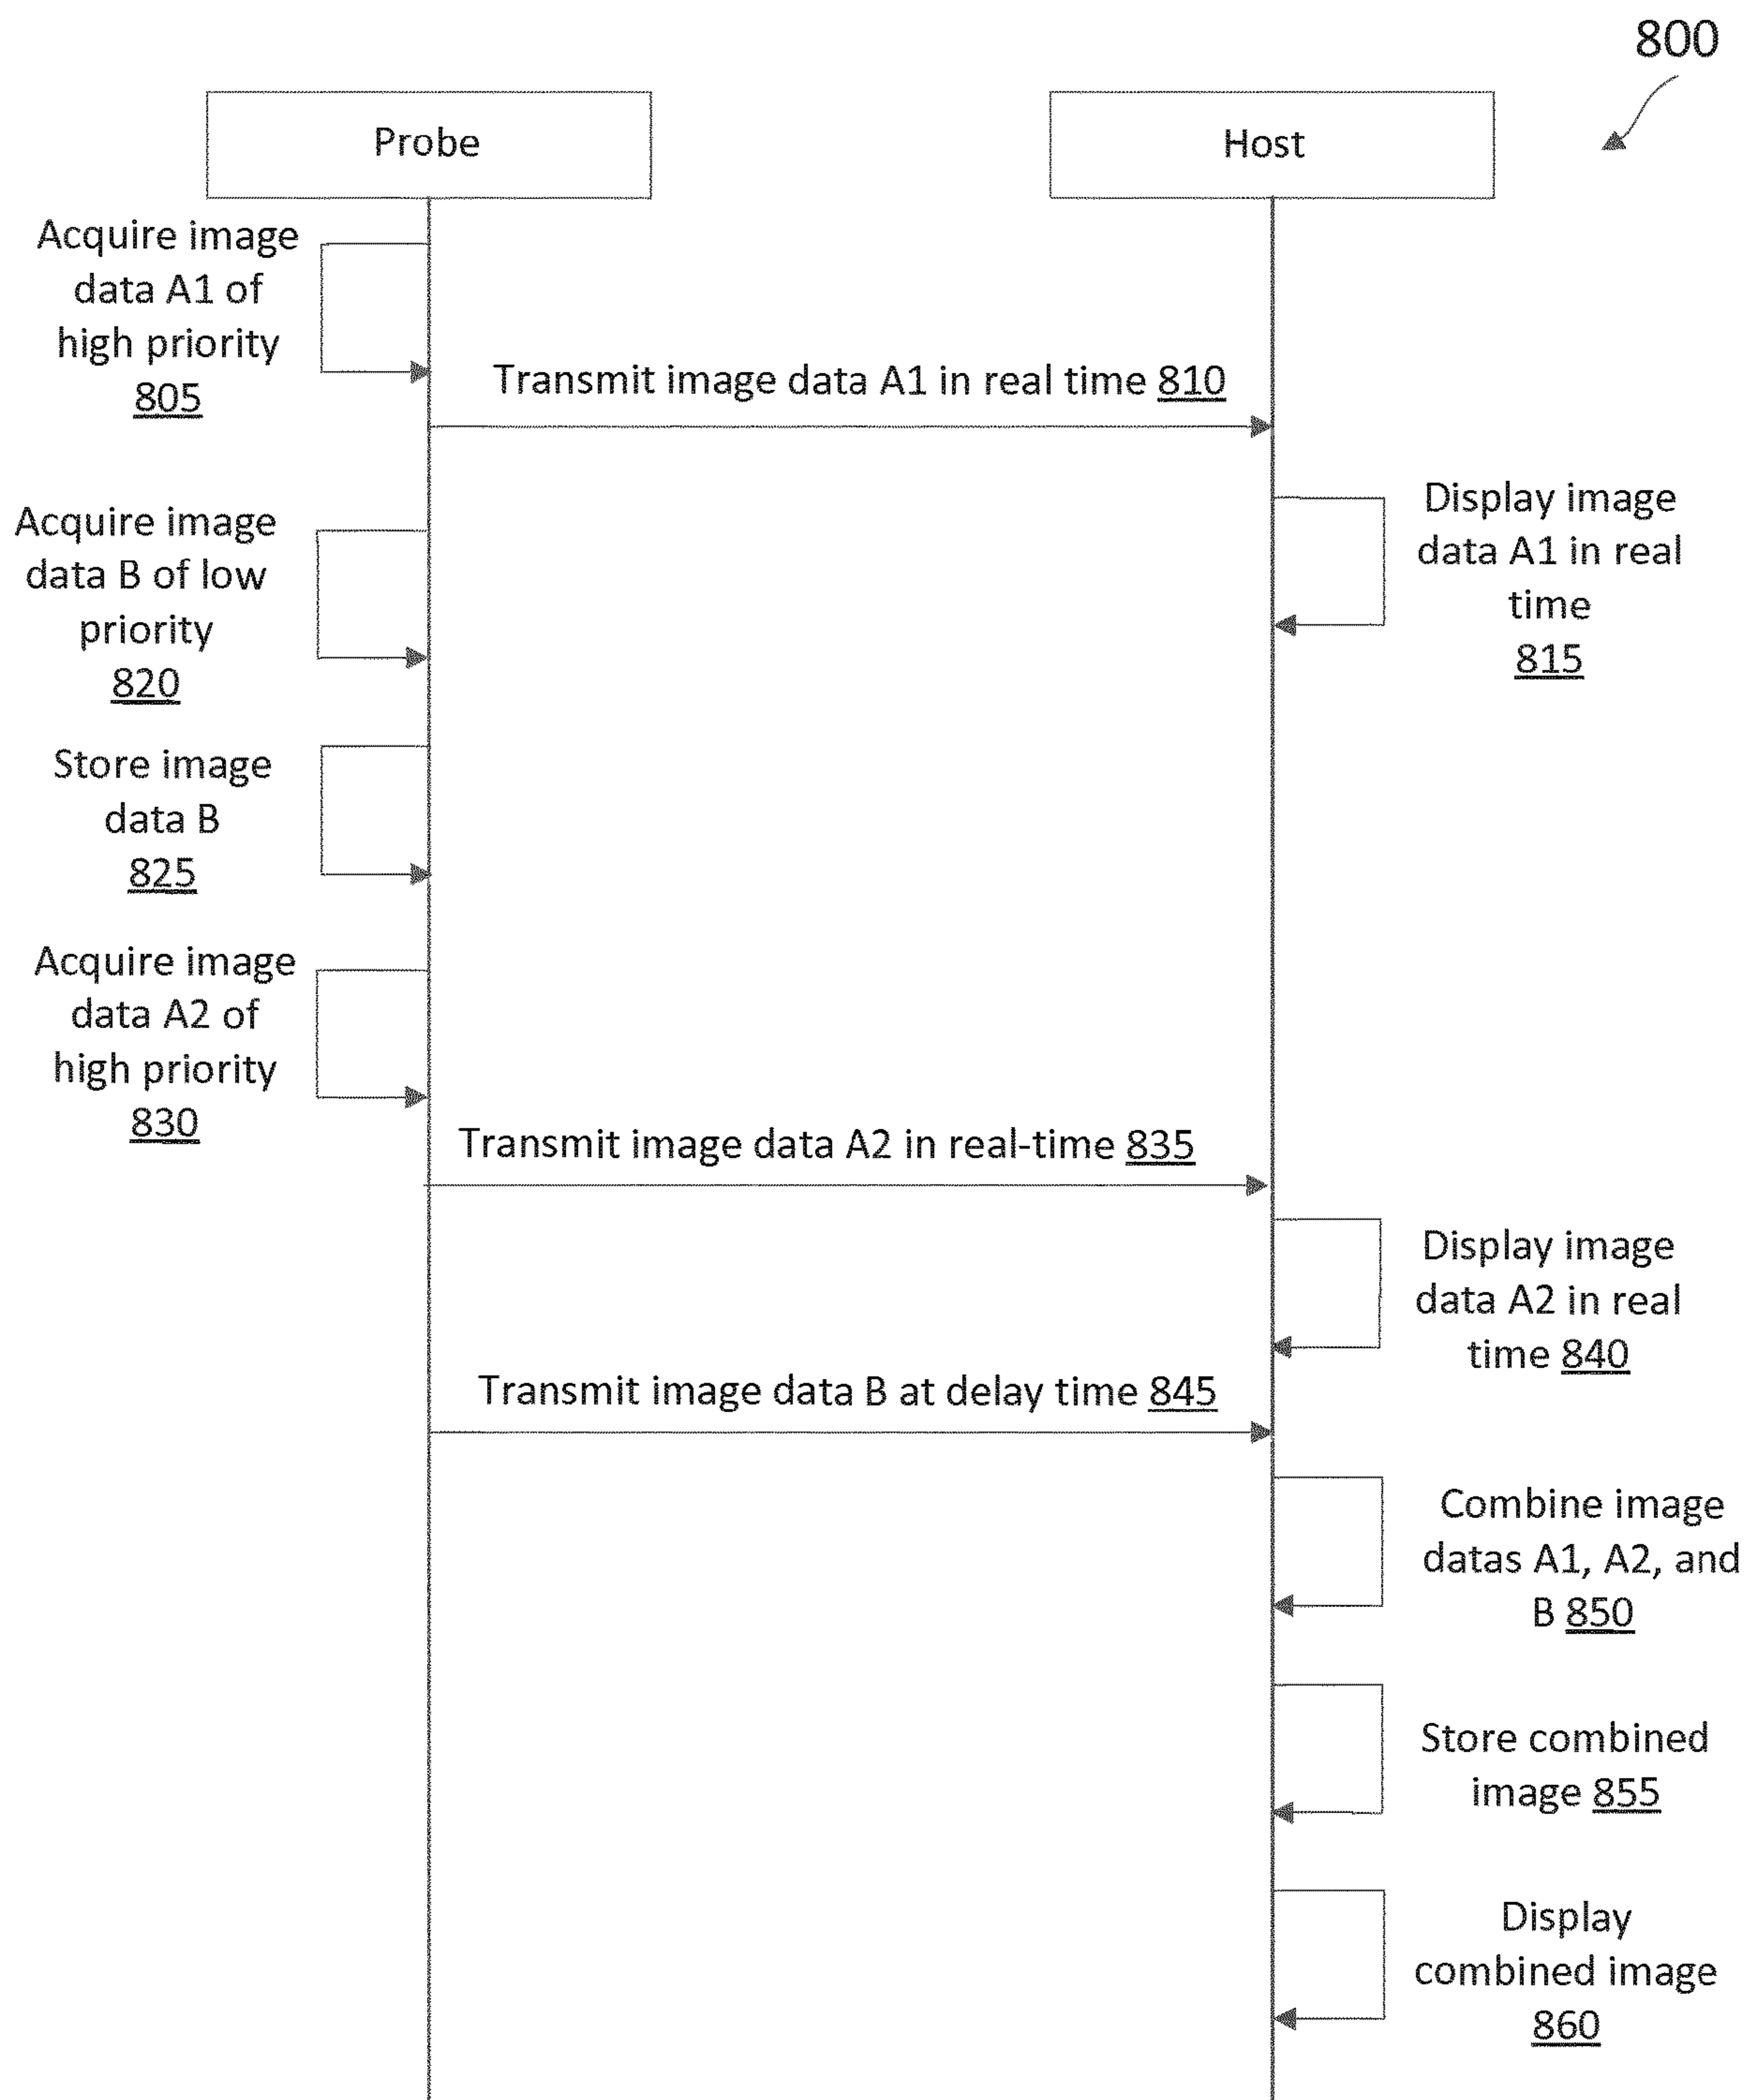 800
Probe
Host
Acquire image
data A1 of
high priority
805
Transmit image data A1 in real time 810
Display image
data A1 in real
time
815
Acquire image
data B of low
priority
820
Store image
data B
825
Acquire image
data A2 of
high priority
830
Transmit image data A2 in real-time 835
Display image
data A2 in real
time 840
Transmit image data B at delay time 845
Combine image
datas A1, A2, and
B 850
Store combined
image 855
Display
combined image
860